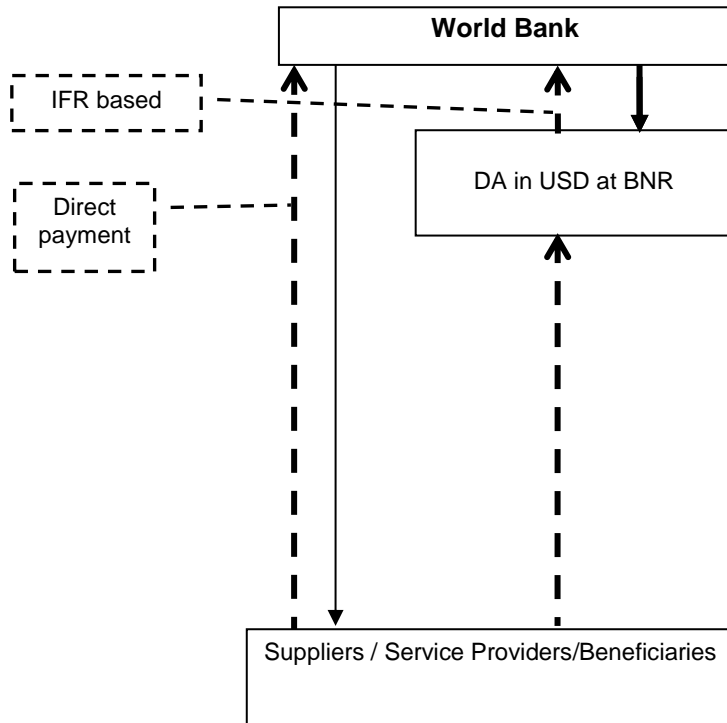 World Bank
IFR based
DA in USD at BNR
Direct
payment
Suppliers / Service Providers/Beneficiaries